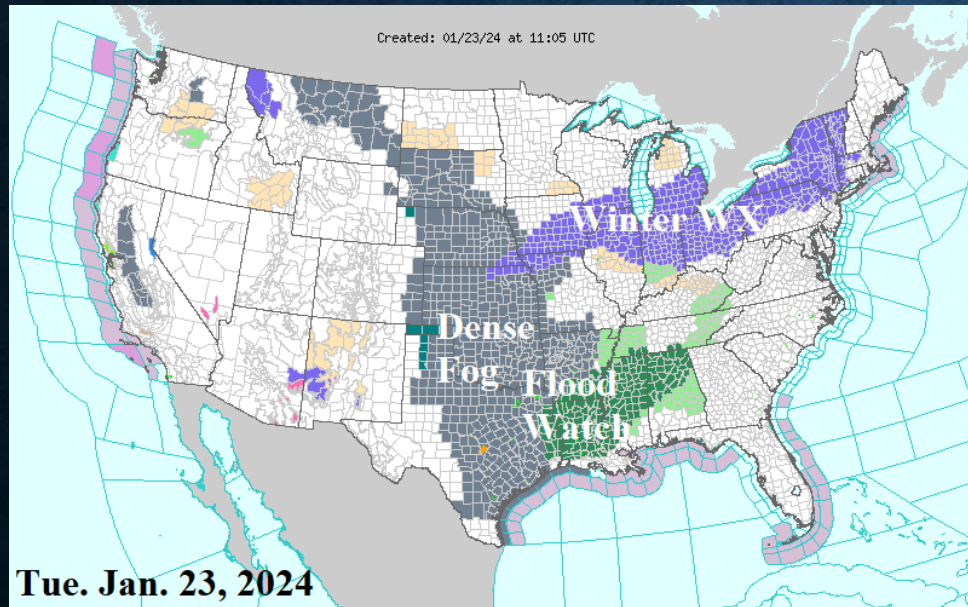 Created: 01/23/24 at 11:05 UTC
Winter WX
Dense
Fog
Flood
Watch
Tue. Jan. 23, 2024